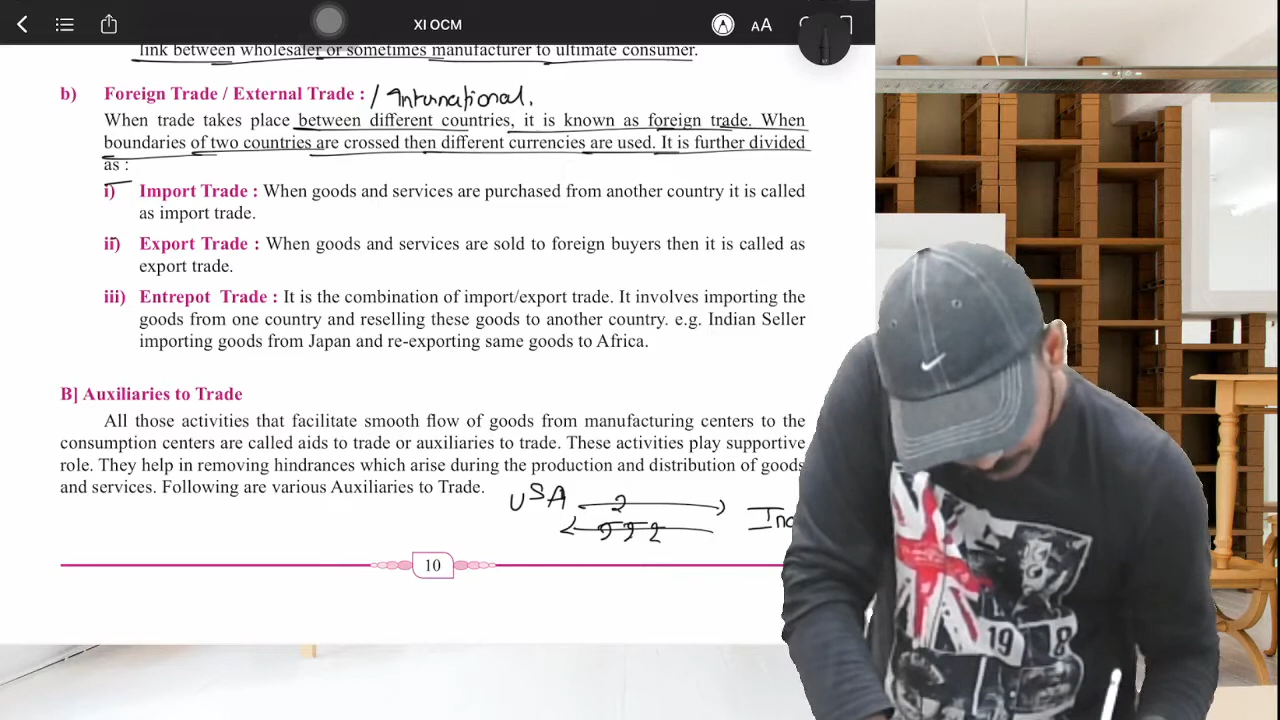 XI OCM
AA
link between wholesaler or sometimes manufacturer to ultimate consumer.
b) Foreign Trade / External Trade : / International.
When trade takes place between different countries, it is known as foreign trade. When
boundaries of two countries are crossed then different currencies are used. It is further divided
as :
i) Import Trade : When goods and services are purchased from another country it is called
as import trade.
ii) Export Trade : When goods and services are sold to foreign buyers then it is called as
export trade.
iii) Entrepot Trade : It is the combination of import/export trade. It involves importing the
goods from one country and reselling these goods to another country. e.g. Indian Seller
importing goods from Japan and re-exporting same goods to Africa.
B] Auxiliaries to Trade
All those activities that facilitate smooth flow of goods from manufacturing centers to the
consumption centers are called aids to trade or auxiliaries to trade. These activities play supportive
role. They help in removing hindrances which arise during the production and distribution of goods
and services. Following are various Auxiliaries to Trade.
USA
10
19 8